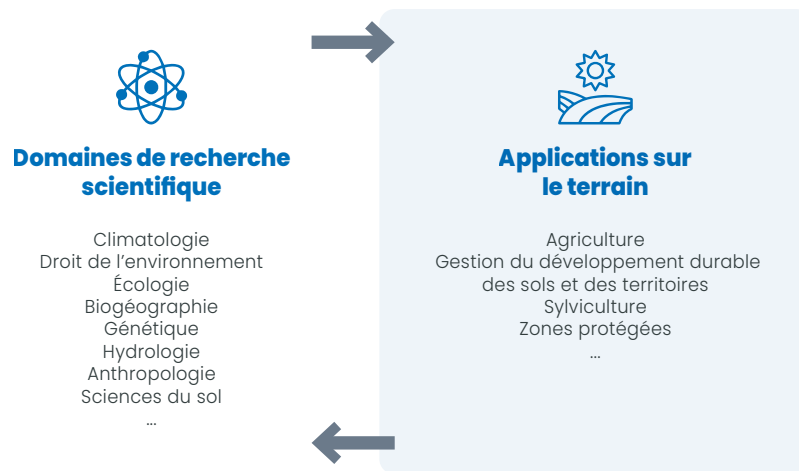 Domaines de recherche
scientifique
Climatologie
Droit de l’environnement
Écologie
Biogéographie
Génétique
Hydrologie
Anthropologie
Sciences du sol
...
Applications sur
le terrain
Agriculture
Gestion du développement durable
des sols et des territoires
Sylviculture
Zones protégées
...